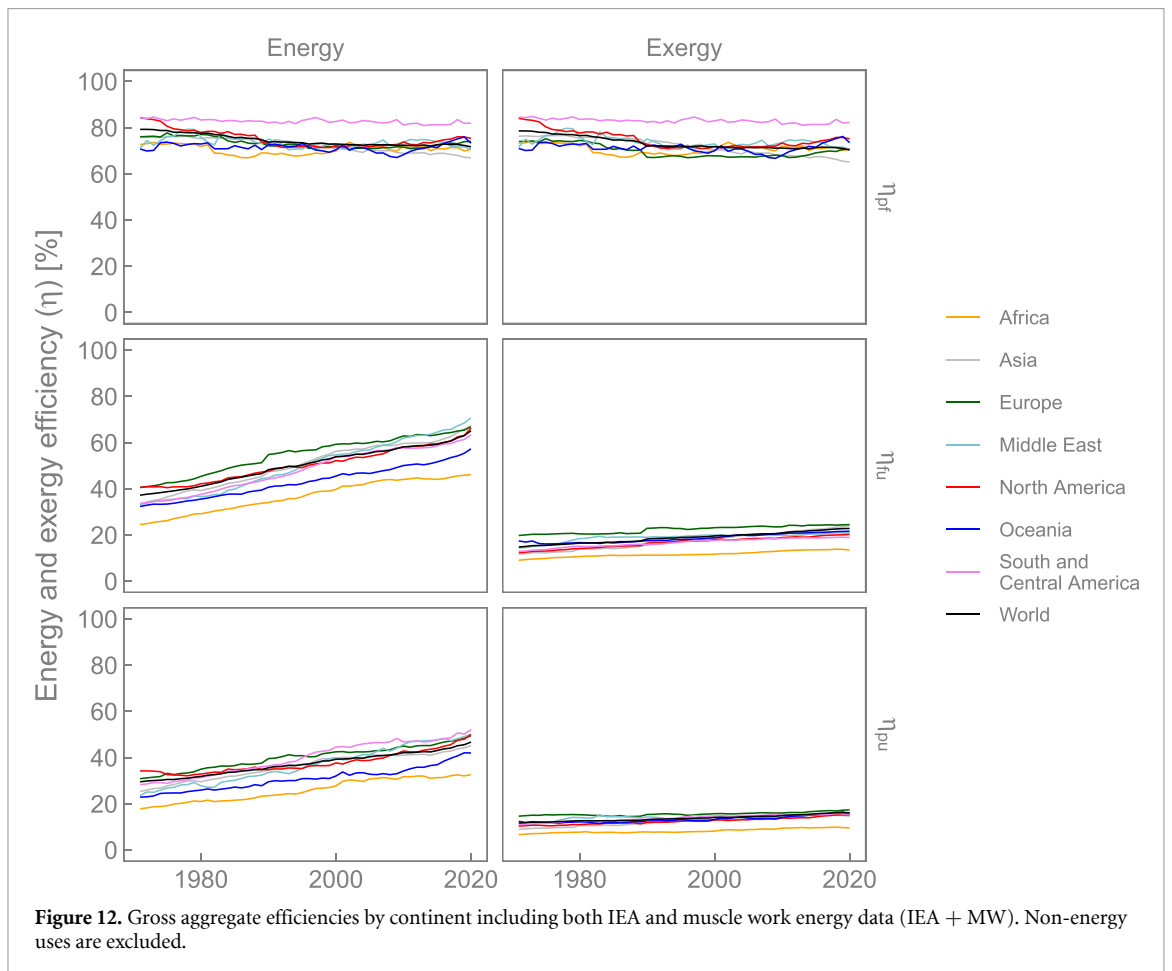 Energy
Exergy
Energy and exergy efficiency (η) [%]
100
80
60
40
20
0
ηpf
100
80
60
40
20
0
ηfu
100
80
60
40
20
0
ηpu
1980
2000
2020
1980
2000
2020
Africa
Asia
Europe
Middle East
North America
Oceania
South and
Central America
World
Figure 12. Gross aggregate efficiencies by continent including both IEA and muscle work energy data (IEA + MW). Non-energy
uses are excluded.